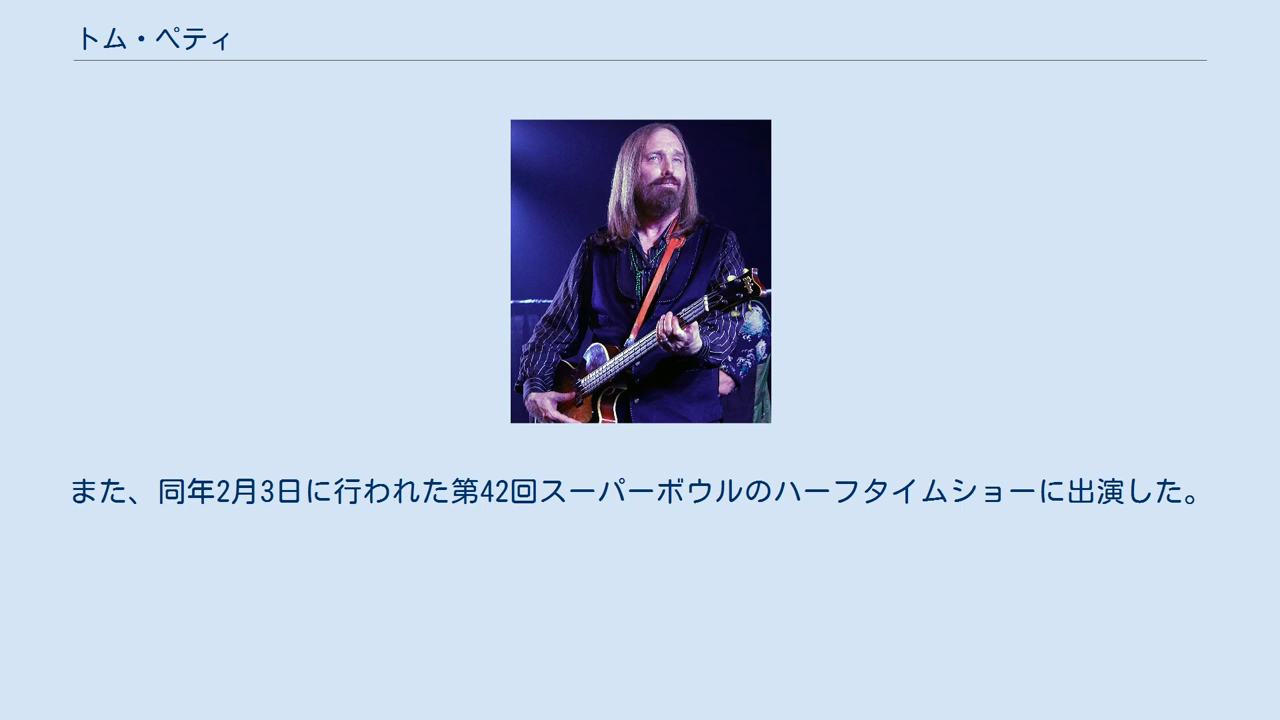 トム・ペティ
また、同年2月3日に行われた第42回スーパーボウルのハーフタイムショーに出演した。